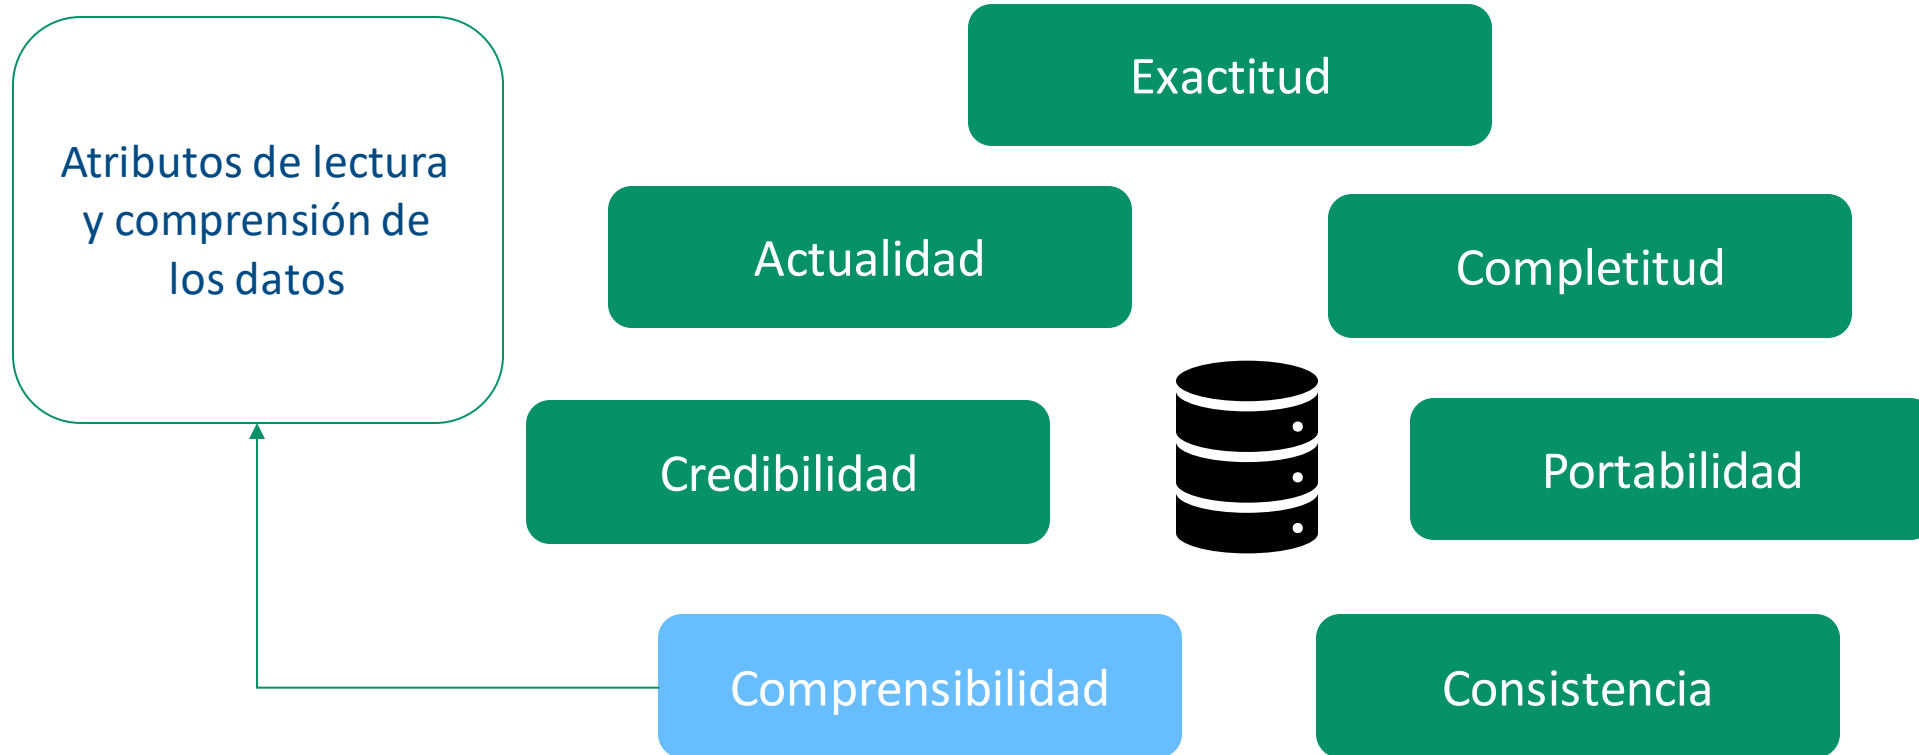 Atributos de lectura
y comprensión de
los datos
Exactitud
Actualidad
Completitud
Credibilidad
Portabilidad
Comprensibilidad
Consistencia